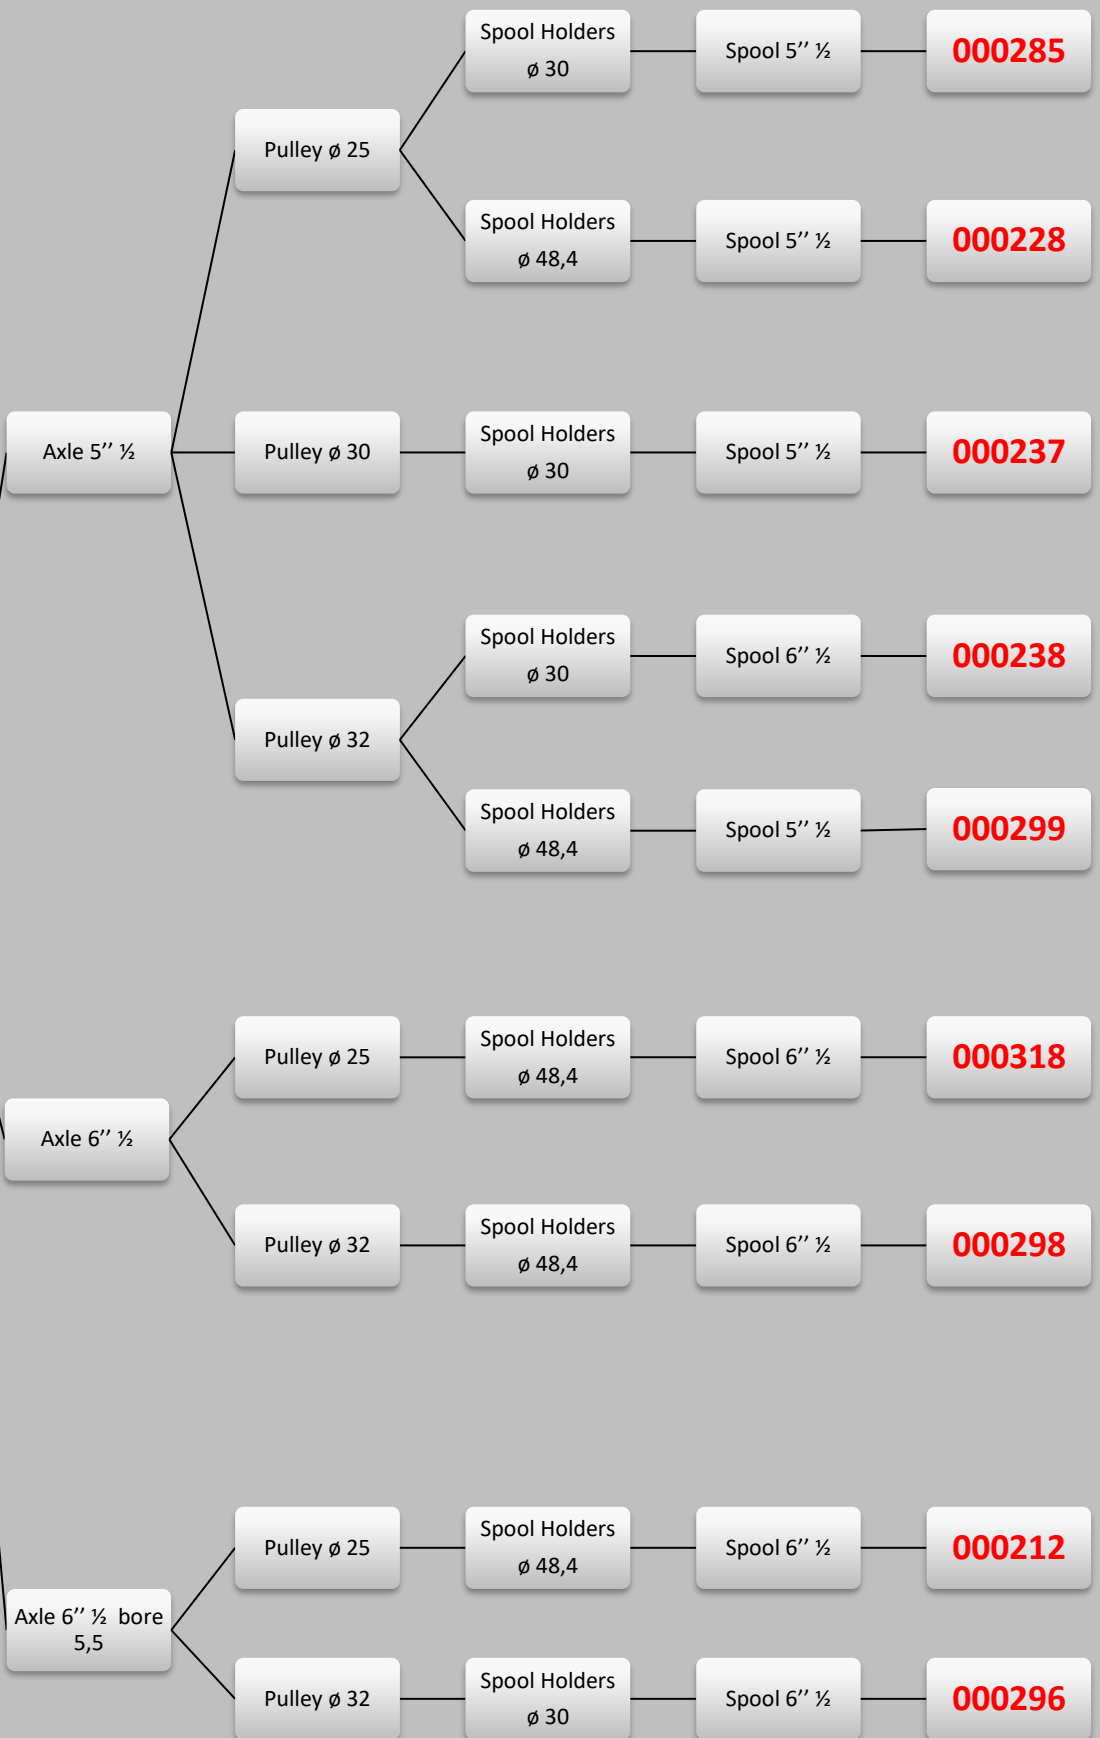 Spool Holders
ø 30
Spool 5’’ ½
000285
Pulley ø 25
Spool Holders
ø 48,4
Spool 5’’ ½
000228
Axle 5’’ ½
Pulley ø 30
Spool Holders
ø 30
Spool 5’’ ½
000237
Spool Holders
ø 30
Spool 6’’ ½
000238
Pulley ø 32
Spool Holders
ø 48,4
Spool 5’’ ½
000299
Pulley ø 25
Spool Holders
ø 48,4
Spool 6’’ ½
000318
Axle 6’’ ½
Pulley ø 32
Spool Holders
ø 48,4
Spool 6’’ ½
000298
Pulley ø 25
Spool Holders
ø 48,4
Spool 6’’ ½
000212
Axle 6’’ ½ bore
5,5
Pulley ø 32
Spool Holders
ø 30
Spool 6’’ ½
000296